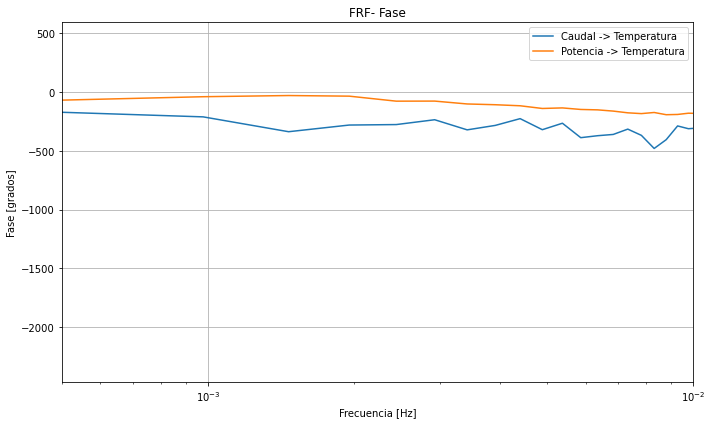 FRF- Fase
Caudal -> Temperatura
Potencia -> Temperatura
Fase [grados]
500
0
−500
−1000
−1500
−2000
10⁻³
10⁻²
Frecuencia [Hz]